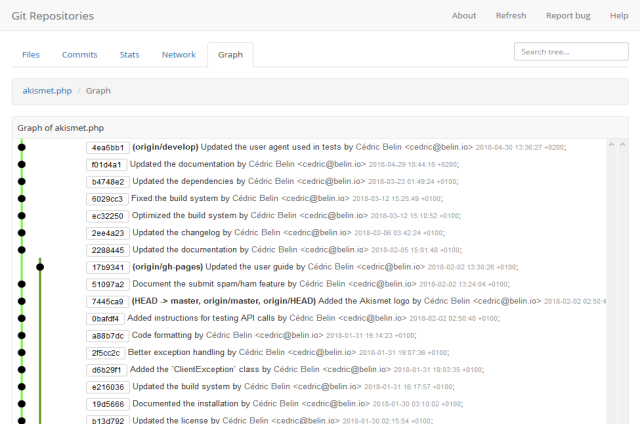 Git Repositories
About Refresh Report bug Help
Files Commits Stats Network Graph Search tree...
akismet.php / Graph
Graph of akismet.php
4ea6bb1 (origin/develop) Updated the user agent used in tests by Cédric Belin <cedric@belin.io> 2018-04-30 13:36:27 +0200;
f01d4a1 Updated the documentation by Cédric Belin <cedric@belin.io> 2018-04-29 18:44:16 +0200;
b4748e2 Updated the dependencies by Cédric Belin <cedric@belin.io> 2018-03-23 01:49:24 +0100;
6029cc3 Fixed the build system by Cédric Belin <cedric@belin.io> 2018-03-12 15:25:49 +0100;
ec32250 Optimized the build system by Cédric Belin <cedric@belin.io> 2018-03-12 15:10:52 +0100;
2ee4a23 Updated the changelog by Cédric Belin <cedric@belin.io> 2018-02-06 03:42:24 +0100;
2288445 Updated the documentation by Cédric Belin <cedric@belin.io> 2018-02-05 15:01:48 +0100;
17b9341 (origin/gh-pages) Updated the user guide by Cédric Belin <cedric@belin.io> 2018-02-02 13:30:26 +0100;
51097a2 Document the submit spam/ham feature by Cédric Belin <cedric@belin.io> 2018-02-02 13:24:04 +0100;
7445ca9 (HEAD -> master, origin/master, origin/HEAD) Added the Akismet logo by Cédric Belin <cedric@belin.io> 2018-02-02 02:50:4
0bafdf4 Added instructions for testing API calls by Cédric Belin <cedric@belin.io> 2018-02-02 02:50:40 +0100;
a88b7dc Code formatting by Cédric Belin <cedric@belin.io> 2018-01-31 19:14:23 +0100;
2f5cc2c Better exception handling by Cédric Belin <cedric@belin.io> 2018-01-31 19:07:36 +0100;
d6b29f1 Added the `ClientException` class by Cédric Belin <cedric@belin.io> 2018-01-31 19:03:35 +0100;
e216036 Updated the build system by Cédric Belin <cedric@belin.io> 2018-01-31 16:17:57 +0100;
19d5666 Documented the installation by Cédric Belin <cedric@belin.io> 2018-01-30 03:10:02 +0100;
b13d792 Updated the license by Cédric Belin <cedric@belin.io> 2018-01-30 02:15:54 +0100;